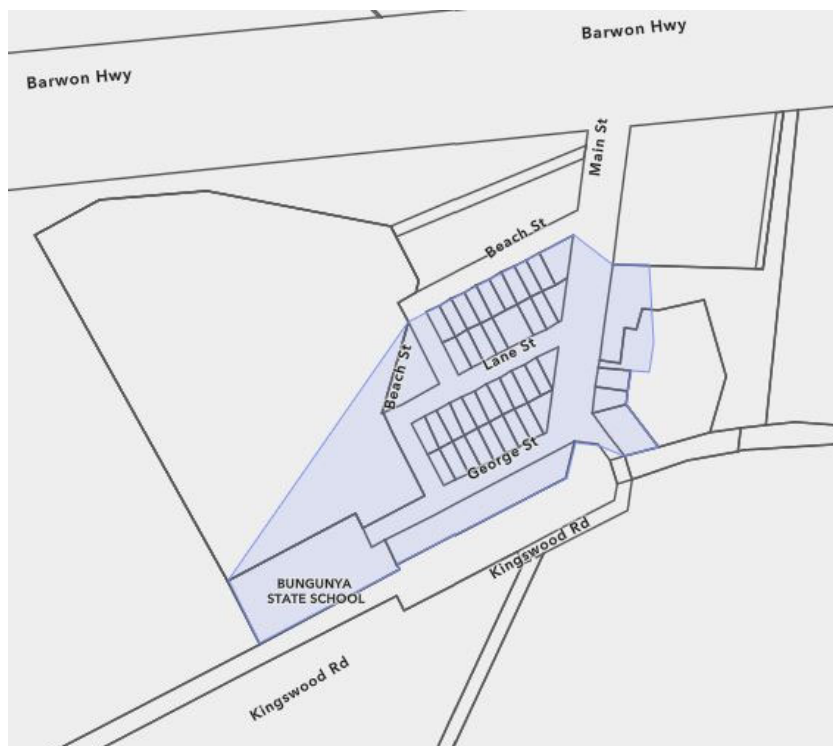 Barwon Hwy
Barwon Hwy
Main St
Beach St
Lane St
Beach St
George St
Kingswood Rd
BUNGUNYA
STATE SCHOOL
Kingswood Rd